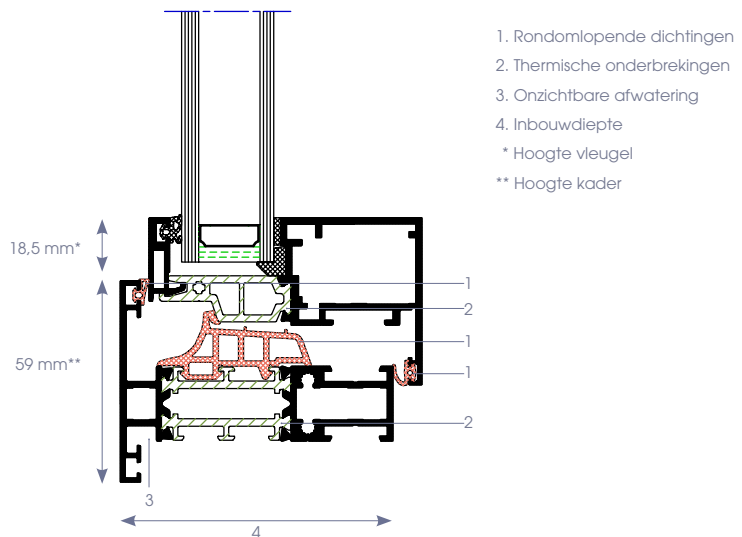 1. Rondomlopende dichtingen
2. Thermische onderbrekingen
3. Onzichtbare afwatering
4. Inbouwdiepte
* Hoogte vleugel
** Hoogte kader
18,5 mm*
1
2
1
59 mm**
1
2
3
4